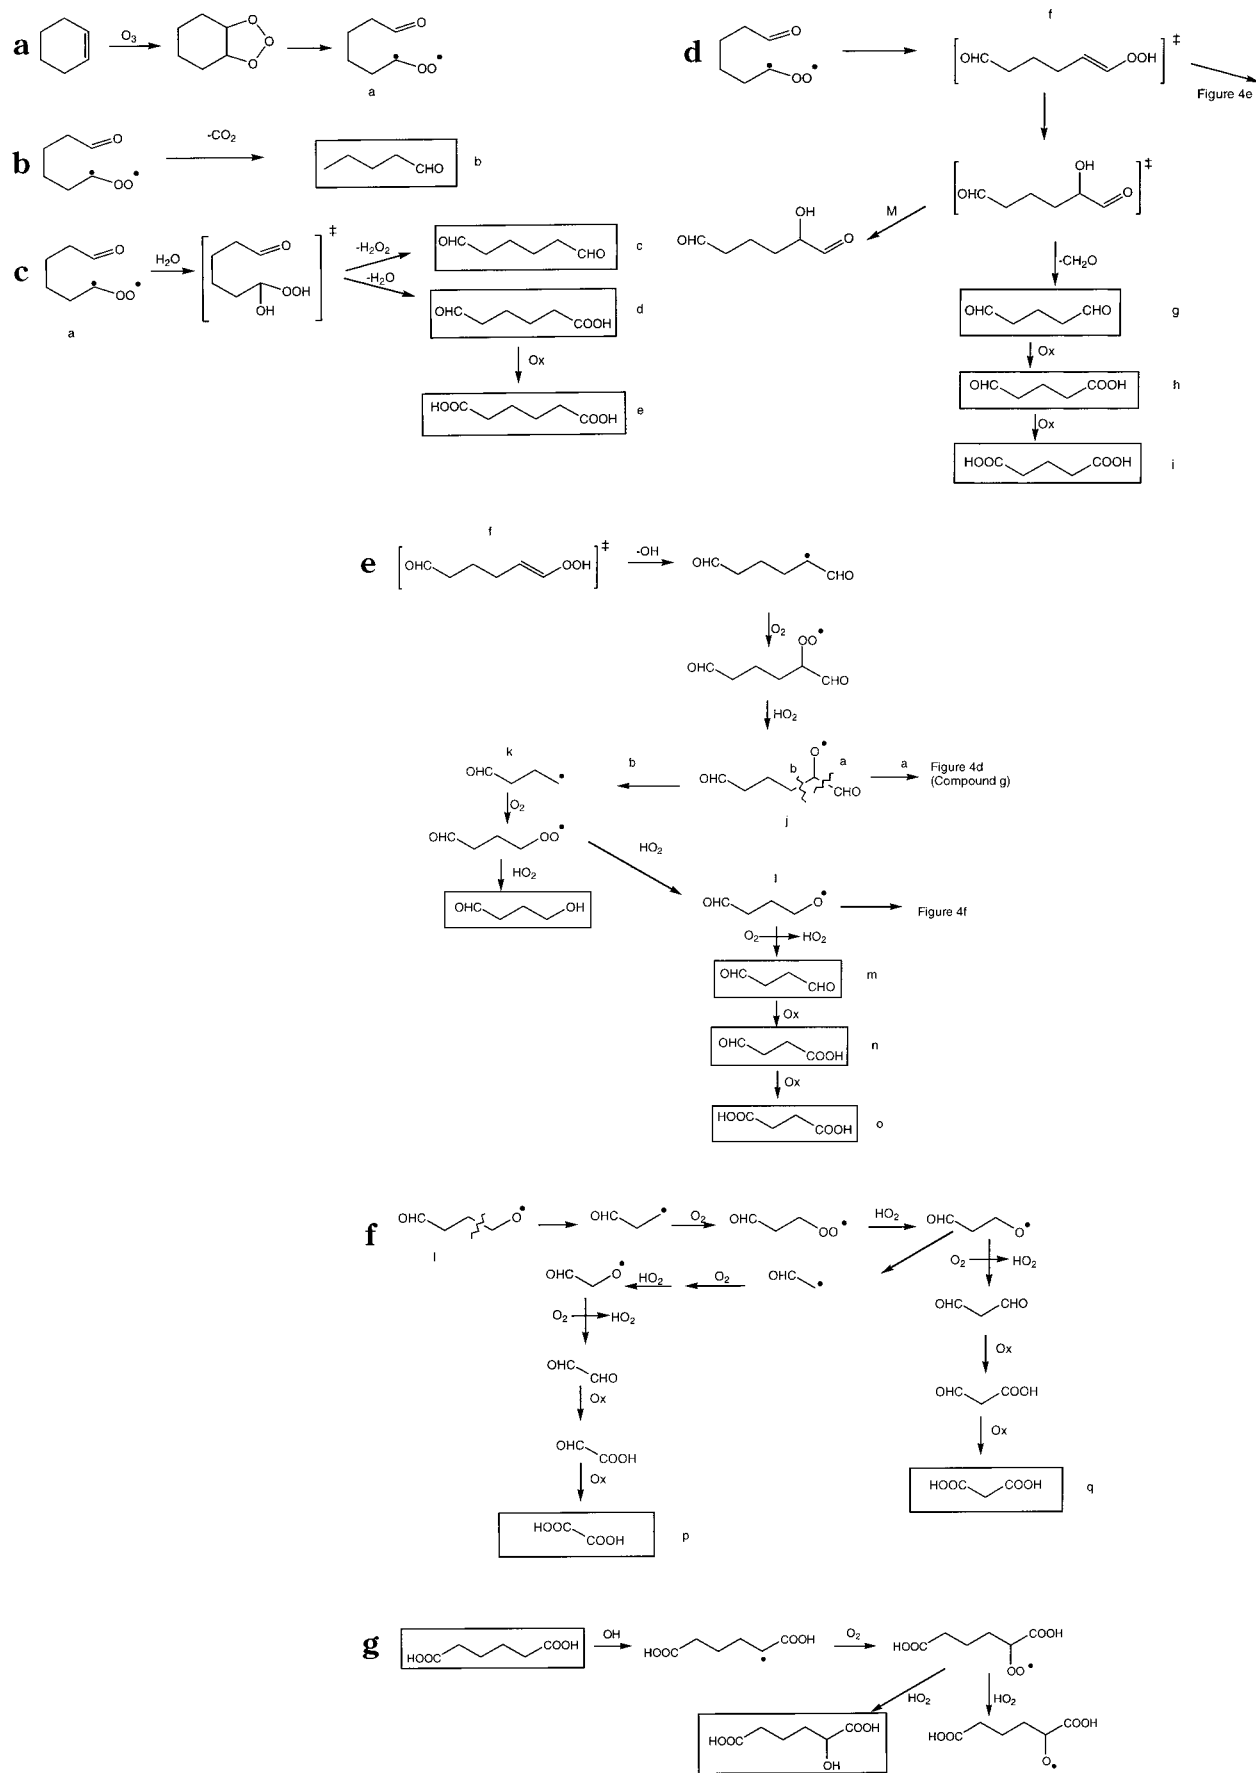 a
O3
O
O
O
O
OO•
a
b
O
OO•
-CO2
CHO
b
c
O
OO•
a
H2O
O
OOH
OH
‡
-H2O2
-H2O
OHC
CHO
c
OHC
COOH
d
Ox
HOOC
COOH
e
d
O
OO•
f
OHC
OOH
‡
Figure 4e
OHC
OH
O
‡
M
OHC
OH
O
-CH2O
OHC
CHO
g
Ox
OHC
COOH
h
Ox
HOOC
COOH
i
e
f
OHC
OOH
‡
-OH
OHC
•
CHO
O2
OHC
OO•
CHO
HO2
OHC
O•
b
a
CHO
j
a
Figure 4d
(Compound g)
b
k
OHC
•
O2
OHC
OO•
HO2
OHC
OH
HO2
l
OHC
O•
Figure 4f
O2
HO2
OHC
CHO
m
Ox
OHC
COOH
n
Ox
HOOC
COOH
o
f
OHC
O•
l
OHC
•
O2
OHC
OO•
HO2
OHC
O•
O2
HO2
OHC
CHO
Ox
OHC
COOH
Ox
HOOC
COOH
q
OHC
•
O2
HO2
OHC
O•
O2
HO2
OHC
CHO
Ox
OHC
COOH
Ox
HOOC
COOH
p
g
HOOC
COOH
OH
HOOC
COOH
•
O2
HOOC
COOH
OO•
HO2
HO2
HOOC
COOH
OH
HOOC
COOH
O•